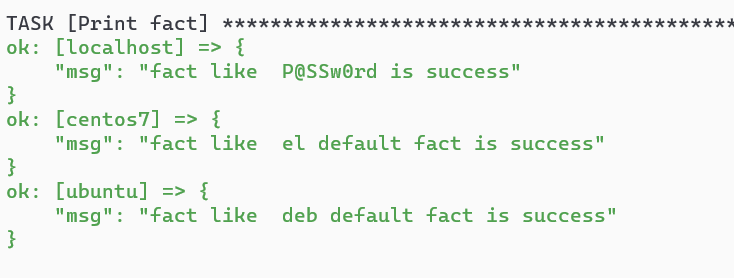 TASK [Print fact] *******************************************
ok: [localhost] => {
    "msg": "fact like  P@SSw0rd is success"
}
ok: [centos7] => {
    "msg": "fact like  el default fact is success"
}
ok: [ubuntu] => {
    "msg": "fact like  deb default fact is success"
}